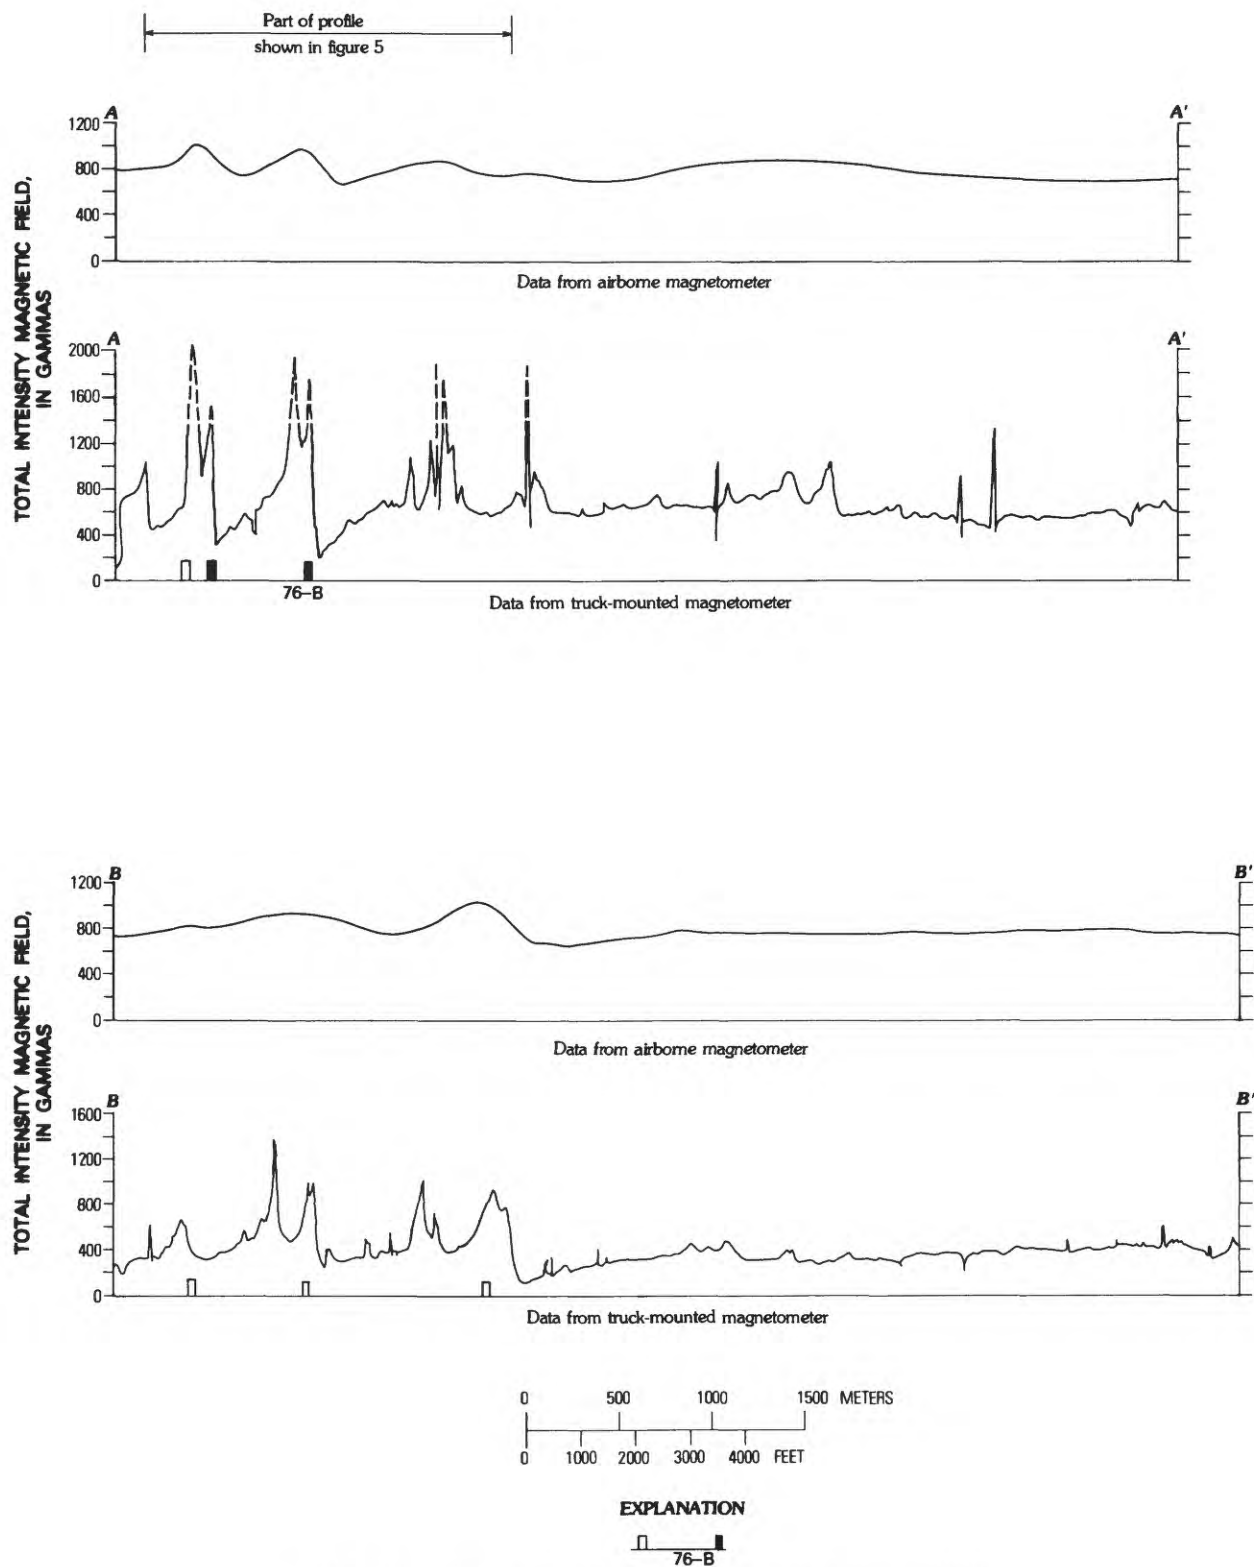 Part of profile
shown in figure 5
A A'
1200
800
400
0
TOTAL INTENSITY MAGNETIC FIELD,
IN GAMMAS
Data from airborne magnetometer
A A'
2000
1600
1200
800
400
0
76–B
Data from truck-mounted magnetometer
B B'
1200
800
400
0
TOTAL INTENSITY MAGNETIC FIELD,
IN GAMMAS
Data from airborne magnetometer
B B'
1600
1200
800
400
0
Data from truck-mounted magnetometer
0 500 1000 1500 METERS
0 1000 2000 3000 4000 FEET
EXPLANATION
76–B